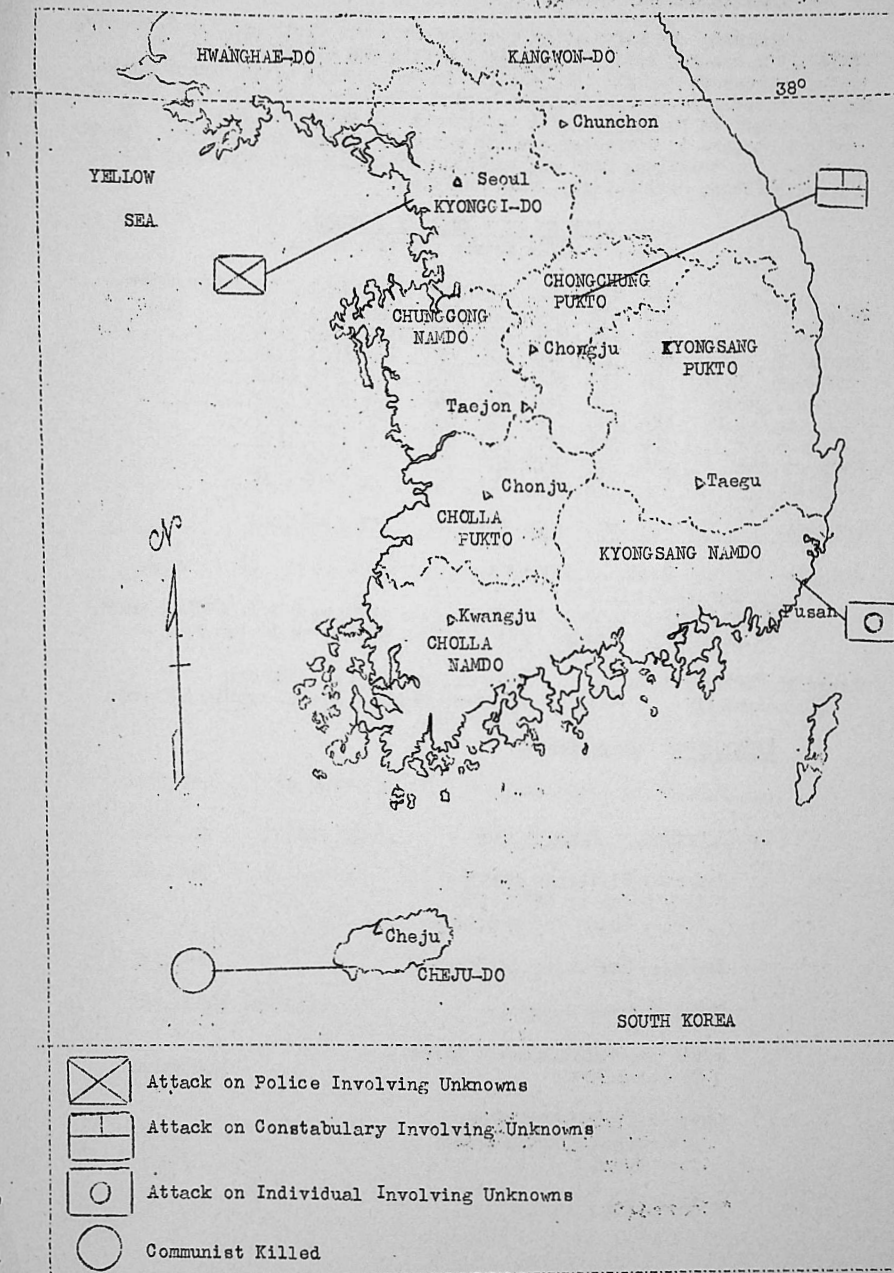 HWANGHAE-DO
KANGWON-DO
38°
Chunchon
YELLOW
SEA
Seoul
KYONGGI-DO
CHONGCHUNG
PUKTO
CHUNGGONG
NAMDO
Chongju
KYONGSANG
PUKTO
Taejon
Chonju
Taegu
CHOLLA
PUKTO
KYONGSANG NAMDO
N
Kwangju
Pusan
CHOLLA
NAMDO
Cheju
CHEJU-DO
SOUTH KOREA
Attack on Police Involving Unknowns
Attack on Constabulary Involving Unknowns
Attack on Individual Involving Unknowns
Communist Killed